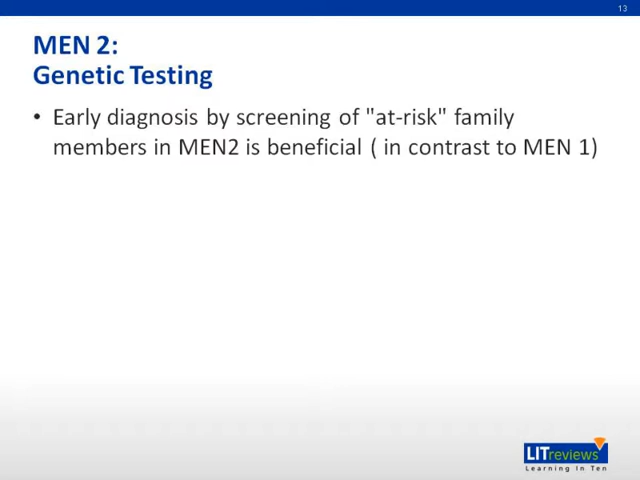 13
MEN 2:
Genetic Testing
• Early diagnosis by screening of "at-risk" family
members in MEN2 is beneficial ( in contrast to MEN 1)
LITreviews
Learning In Ten